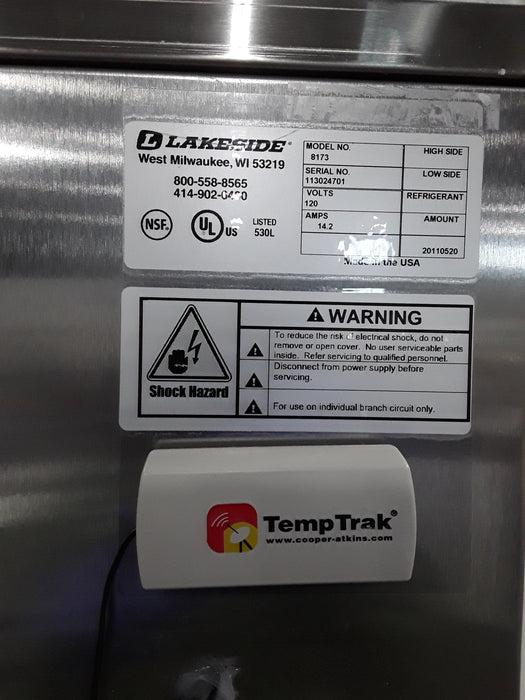 LAKESIDE®
West Milwaukee, WI 53219
800-558-8565
NSF.
UL US LISTED 530L
MODEL NO.
8173
HIGH SIDE
SERIAL NO.
113024701
LOW SIDE
VOLTS
120
REFRIGERANT
AMPS
14.2
AMOUNT
20110520
Made in the USA
WARNING
Shock Hazard
To reduce the risk of electrical shock, do not
remove or open cover. No user serviceable parts
inside. Refer servicing to qualified personnel.
Disconnect from power supply before
servicing.
For use on individual branch circuit only.
TempTrak®
www.cooper-atkins.com